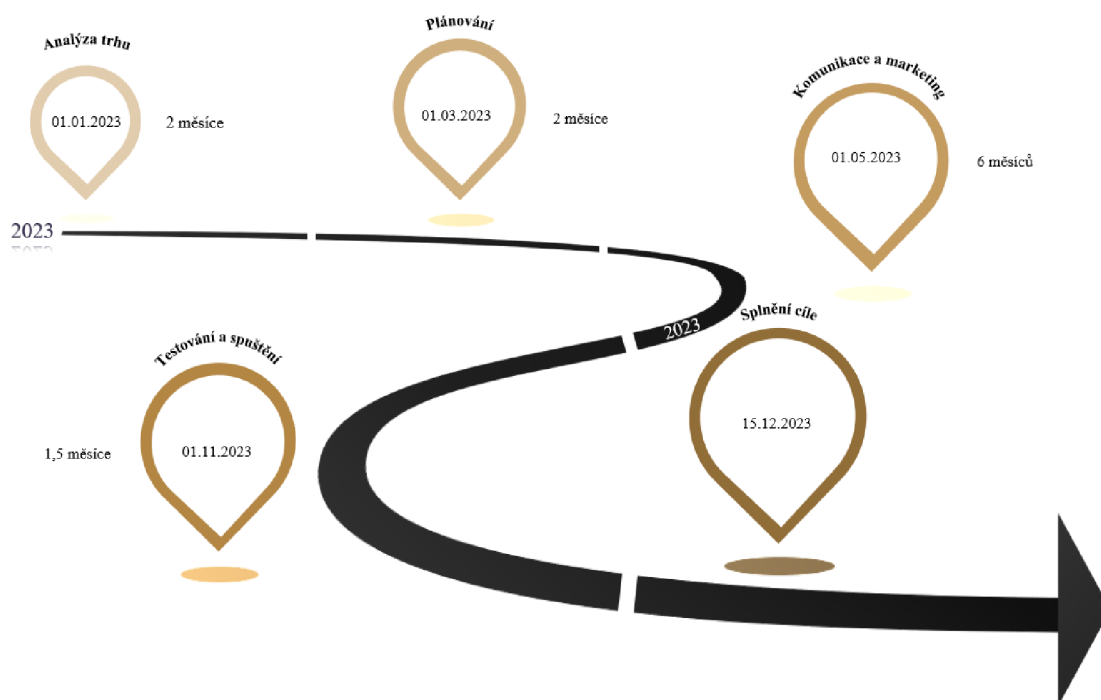 Analýza trhu
01.01.2023
2 měsíce
Plánování
01.03.2023
2 měsíce
Komunikace a marketing
01.05.2023
6 měsíců
2023
2023
Testování a spuštění
01.11.2023
1,5 měsíce
Splnění cíle
15.12.2023